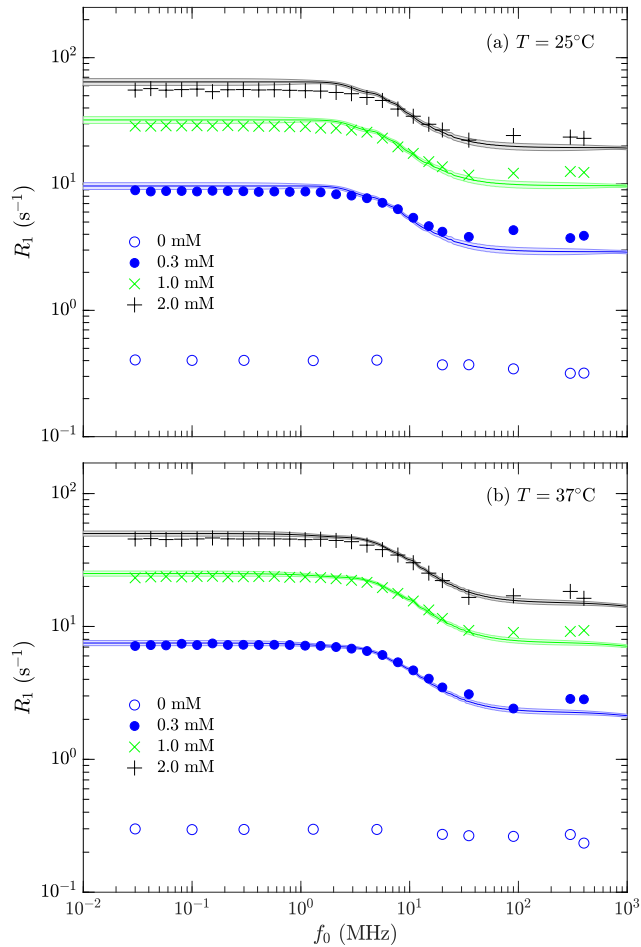 (a) T = 25°C
10²
10¹
10⁰
10⁻¹
R₁ (s⁻¹)
0 mM
0.3 mM
1.0 mM
2.0 mM
(b) T = 37°C
10²
10¹
10⁰
10⁻¹
R₁ (s⁻¹)
0 mM
0.3 mM
1.0 mM
2.0 mM
10⁻² 10⁻¹ 10⁰ 10¹ 10² 10³
f₀ (MHz)